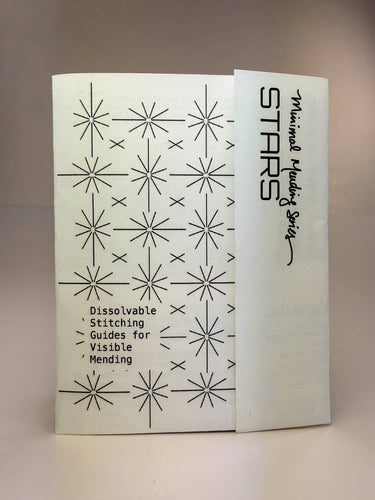 Dissolvable
Stitching
Guides for
Visible
Mending
Minimal Mending Series
STARS